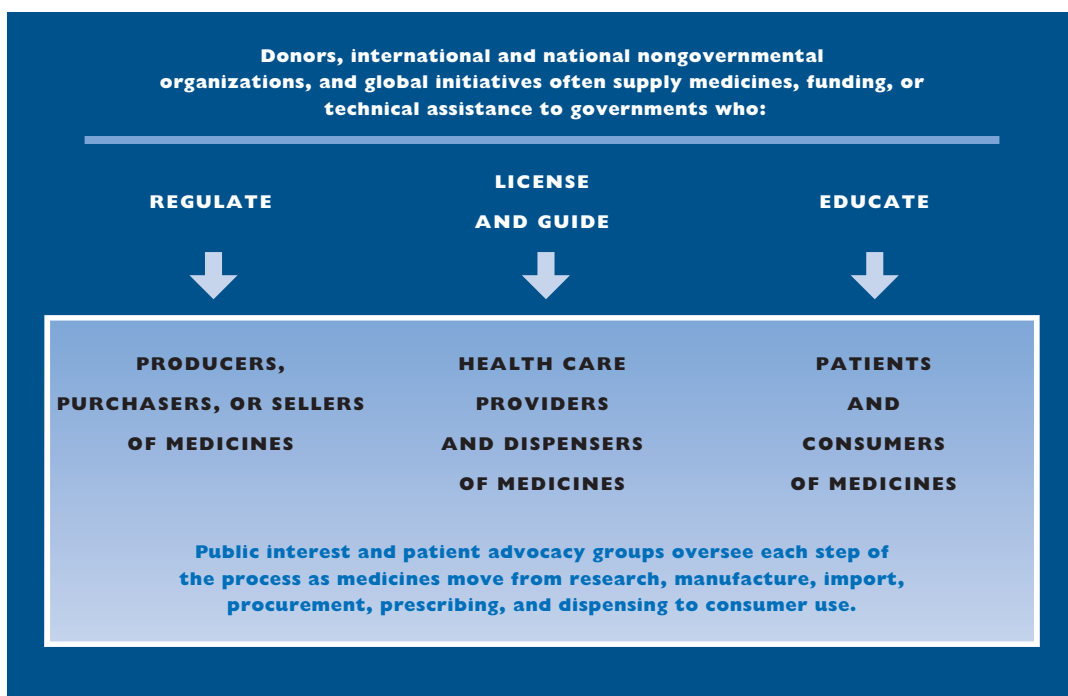 Donors, international and national nongovernmental
organizations, and global initiatives often supply medicines, funding, or
technical assistance to governments who:
REGULATE
LICENSE
AND GUIDE
EDUCATE
PRODUCERS,
PURCHASERS, OR SELLERS
OF MEDICINES
HEALTH CARE
PROVIDERS
AND DISPENSERS
OF MEDICINES
PATIENTS
AND
CONSUMERS
OF MEDICINES
Public interest and patient advocacy groups oversee each step of
the process as medicines move from research, manufacture, import,
procurement, prescribing, and dispensing to consumer use.